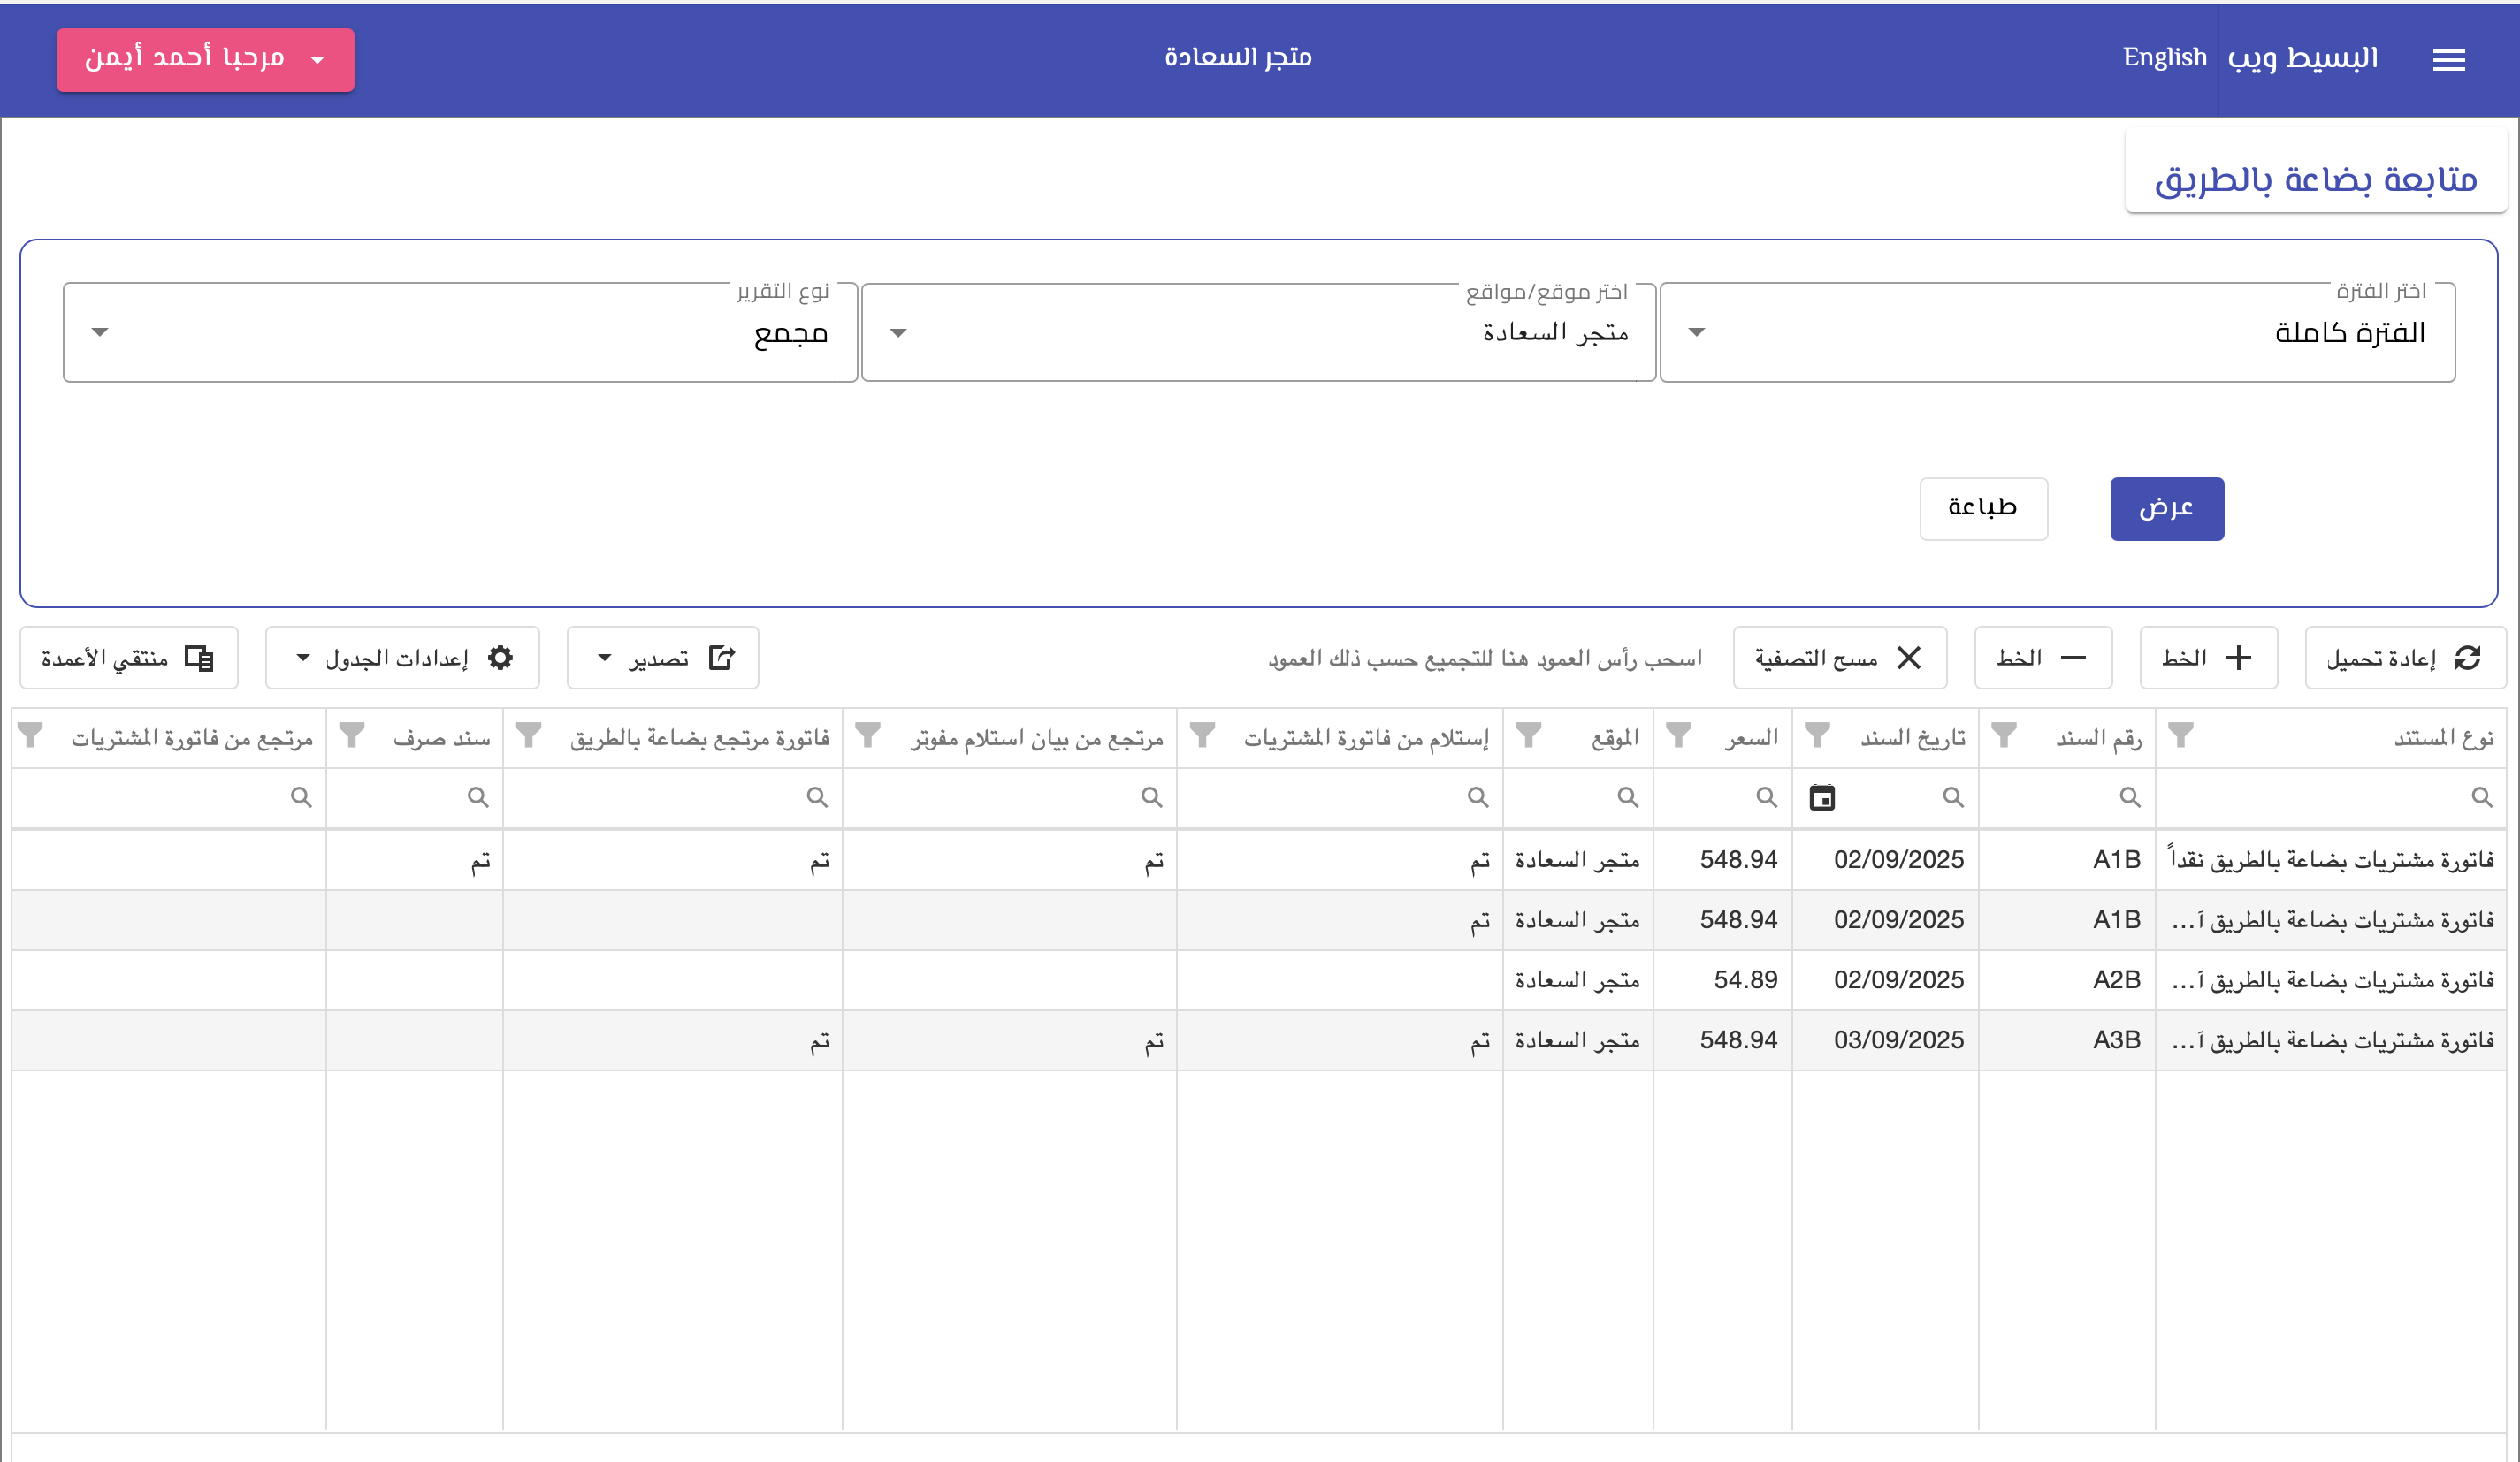 البسيط ويب English متجر السعادة مرحبا أحمد أيمن
متابعة بضاعة بالطريق
اختر الفترة اختر موقع/مواقع نوع التقرير
الفترة كاملة متجر السعادة مجمع
عرض طباعة
إعادة تحميل الخط الخط مسح التصفية اسحب رأس العمود هنا للتجميع حسب ذلك العمود تصدير إعدادات الجدول منتقي الأعمدة
نوع المستند رقم السند تاريخ السند السعر الموقع إستلام من فاتورة المشتريات مرتجع من بيان استلام مفوتر فاتورة مرتجع بضاعة بالطريق سند صرف مرتجع من فاتورة المشتريات
فاتورة مشتريات بضاعة بالطريق نقداً A1B 02/09/2025 548.94 متجر السعادة تم تم تم تم
فاتورة مشتريات بضاعة بالطريق آ... A1B 02/09/2025 548.94 متجر السعادة تم
فاتورة مشتريات بضاعة بالطريق آ... A2B 02/09/2025 54.89 متجر السعادة
فاتورة مشتريات بضاعة بالطريق آ... A3B 03/09/2025 548.94 متجر السعادة تم تم تم